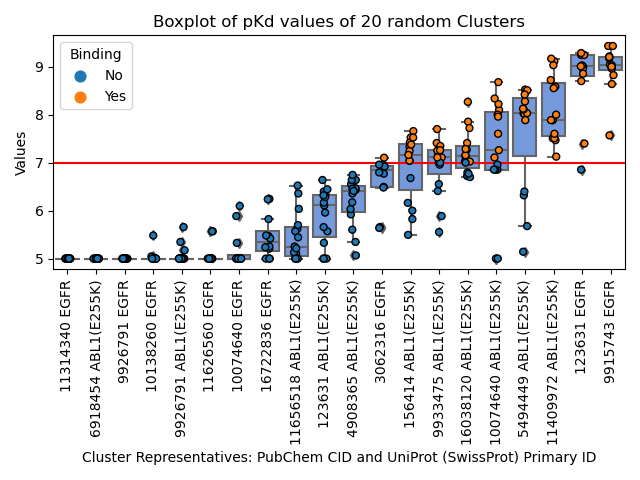 Boxplot of pKd values of 20 random Clusters
Binding
No
Yes
Values
9
8
7
6
5
11314340 EGFR
6918454 ABL1(E255K)
9926791 EGFR
10138260 EGFR
9926791 ABL1(E255K)
11626560 EGFR
10074640 EGFR
16722836 EGFR
11656518 ABL1(E255K)
123631 ABL1(E255K)
4908365 ABL1(E255K)
3062316 EGFR
156414 ABL1(E255K)
9933475 ABL1(E255K)
16038120 ABL1(E255K)
10074640 ABL1(E255K)
5494449 ABL1(E255K)
11409972 ABL1(E255K)
123631 EGFR
9915743 EGFR
Cluster Representatives: PubChem CID and UniProt (SwissProt) Primary ID